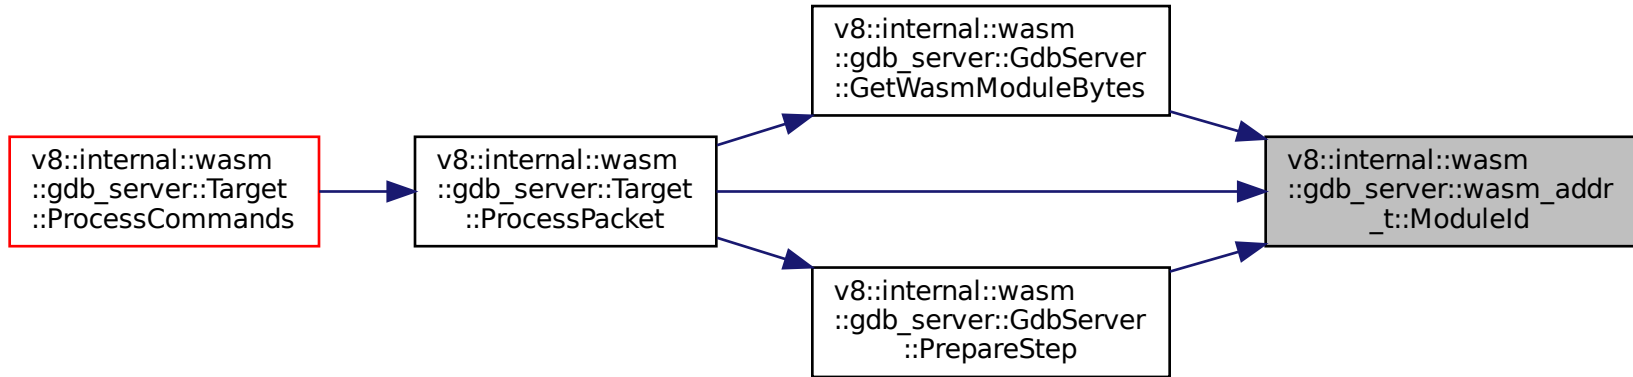 v8::internal::wasm
::gdb_server::Target
::ProcessCommands
v8::internal::wasm
::gdb_server::Target
::ProcessPacket
v8::internal::wasm
::gdb_server::GdbServer
::GetWasmModuleBytes
v8::internal::wasm
::gdb_server::GdbServer
::PrepareStep
v8::internal::wasm
::gdb_server::wasm_addr
_t::ModuleId